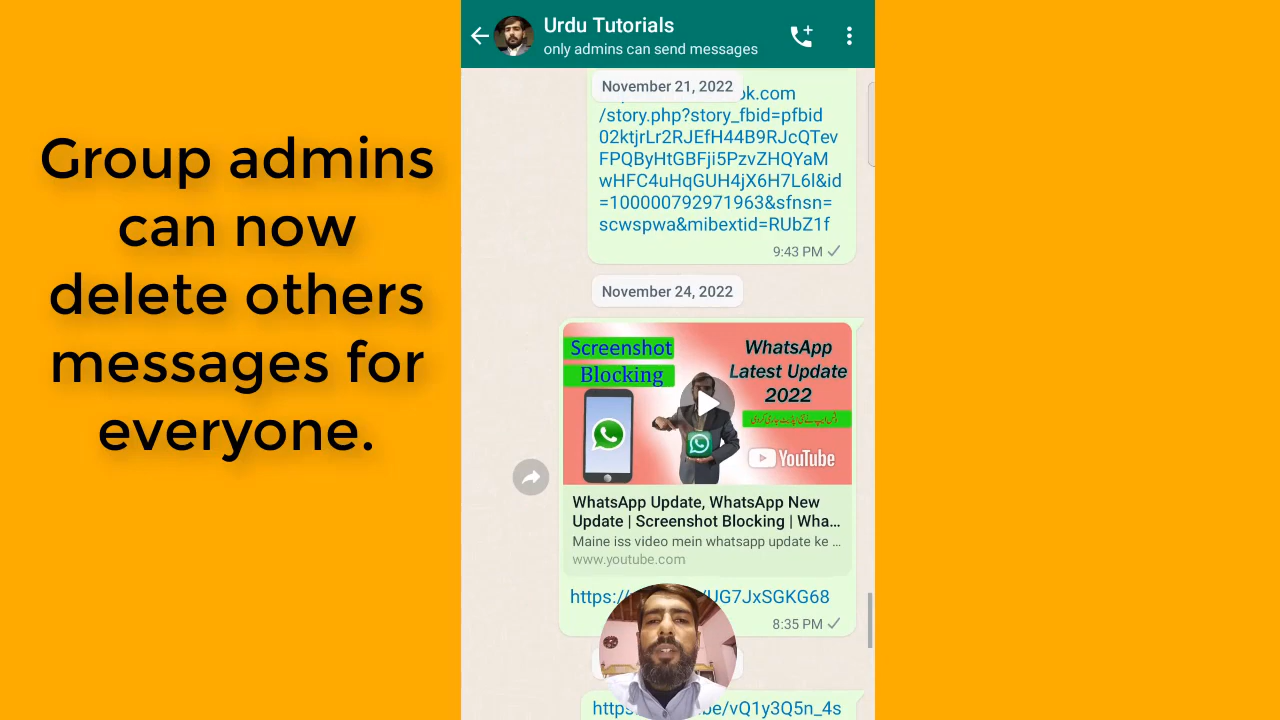 Group admins
can now
delete others
messages for
everyone.
Urdu Tutorials
only admins can send messages
November 21, 2022
ok.com
/story.php?story_fbid=pfbid
02ktjrLr2RJEfH44B9RJcQTev
FPQByHtGBFji5PzvZHQYaM
wHFC4uHqGUH4jX6H7L6l&id
=100000792971963&sfnsn=
scwspwa&mibextid=RUbZ1f
9:43 PM
November 24, 2022
Screenshot
Blocking
WhatsApp
Latest Update
2022
YouTube
WhatsApp Update, WhatsApp New
Update | Screenshot Blocking | Wha...
Maine iss video mein whatsapp update ke ...
www.youtube.com
https:/ /UG7JxSGKG68
8:35 PM
https: be/vQ1y3Q5n_4s